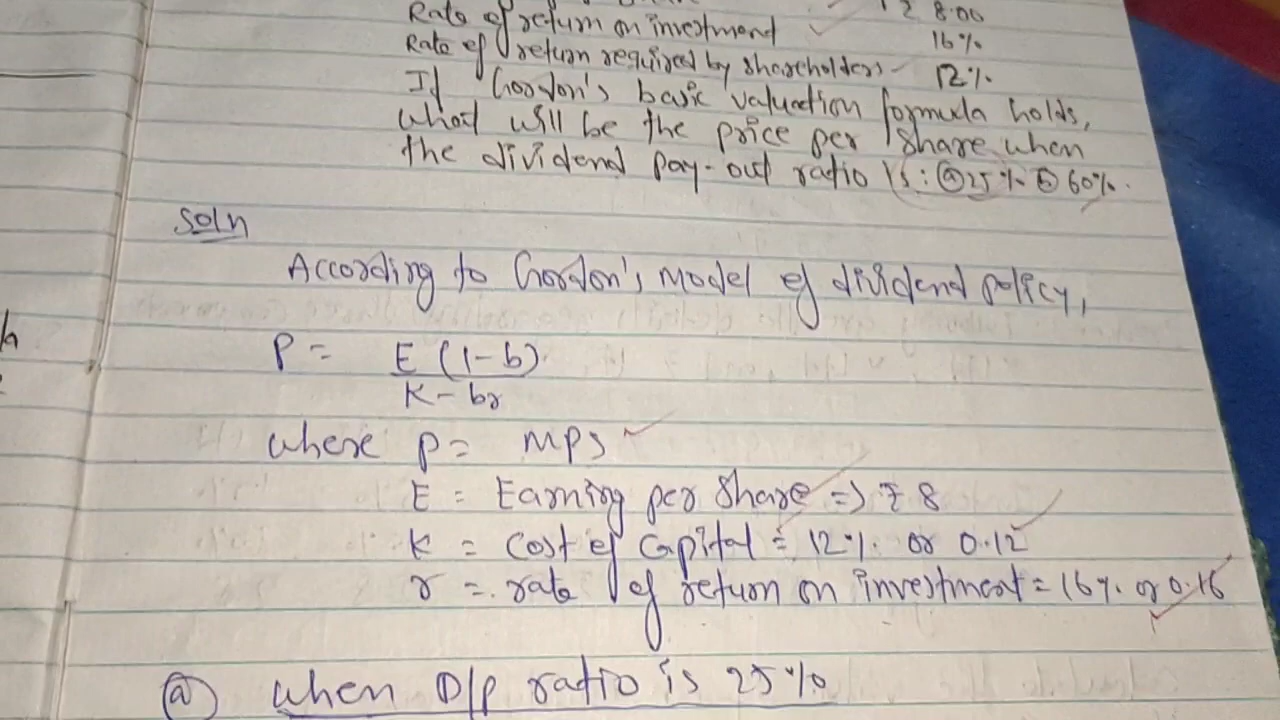 ₹ 8.00
Rate of return on investment 16%
Rate of return required by shareholders - 12%
If Gordon's basic valuation formula holds,
what will be the price per share when
the dividend pay-out ratio is: (a) 25% (b) 60%.
Soln
According to Gordon's Model of dividend policy,
P = E (1-b)
K - br
where P = MPS
E = Earning per Share => ₹ 8
K = Cost of Capital = 12% or 0.12
r = rate of return on investment = 16% or 0.16
(a) when D/P ratio is 25%